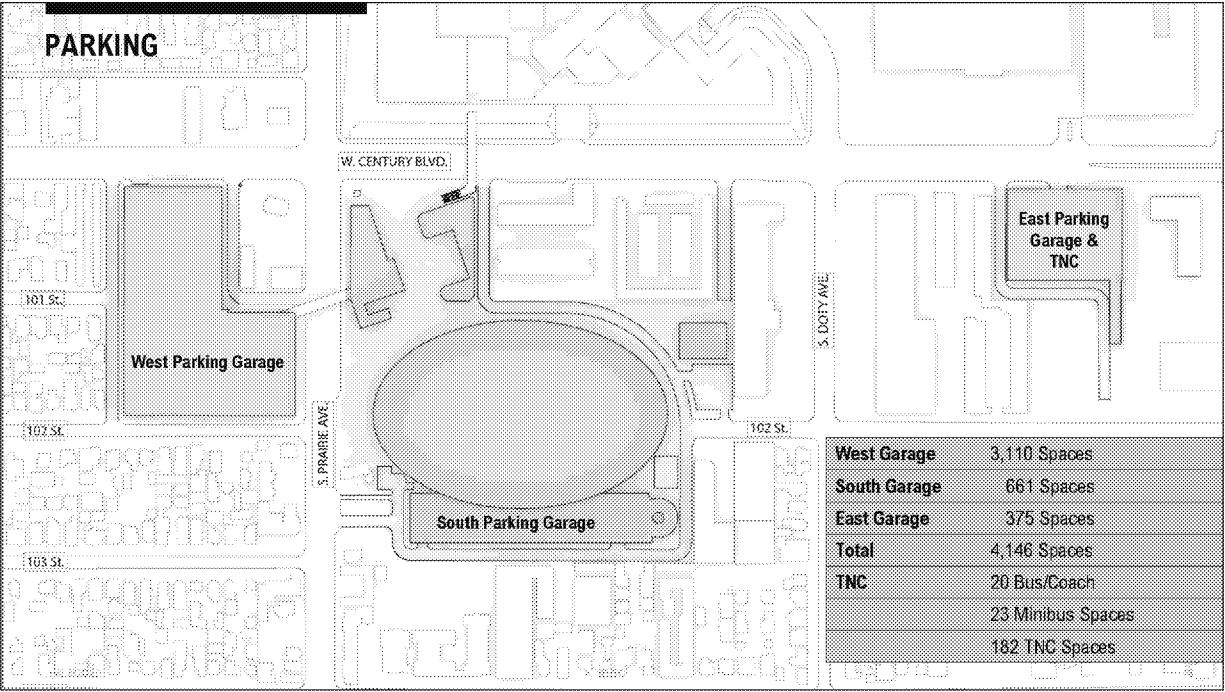 PARKING
W. CENTURY BLVD.
East Parking
Garage &
TNC
101 St.
S. DOTY AVE.
West Parking Garage
S. PRAIRIE AVE.
102 St.
102 St.
South Parking Garage
103 St.
West Garage 3,110 Spaces
South Garage 661 Spaces
East Garage 375 Spaces
Total 4,146 Spaces
TNC 20 Bus/Coach
23 Minibus Spaces
182 TNC Spaces